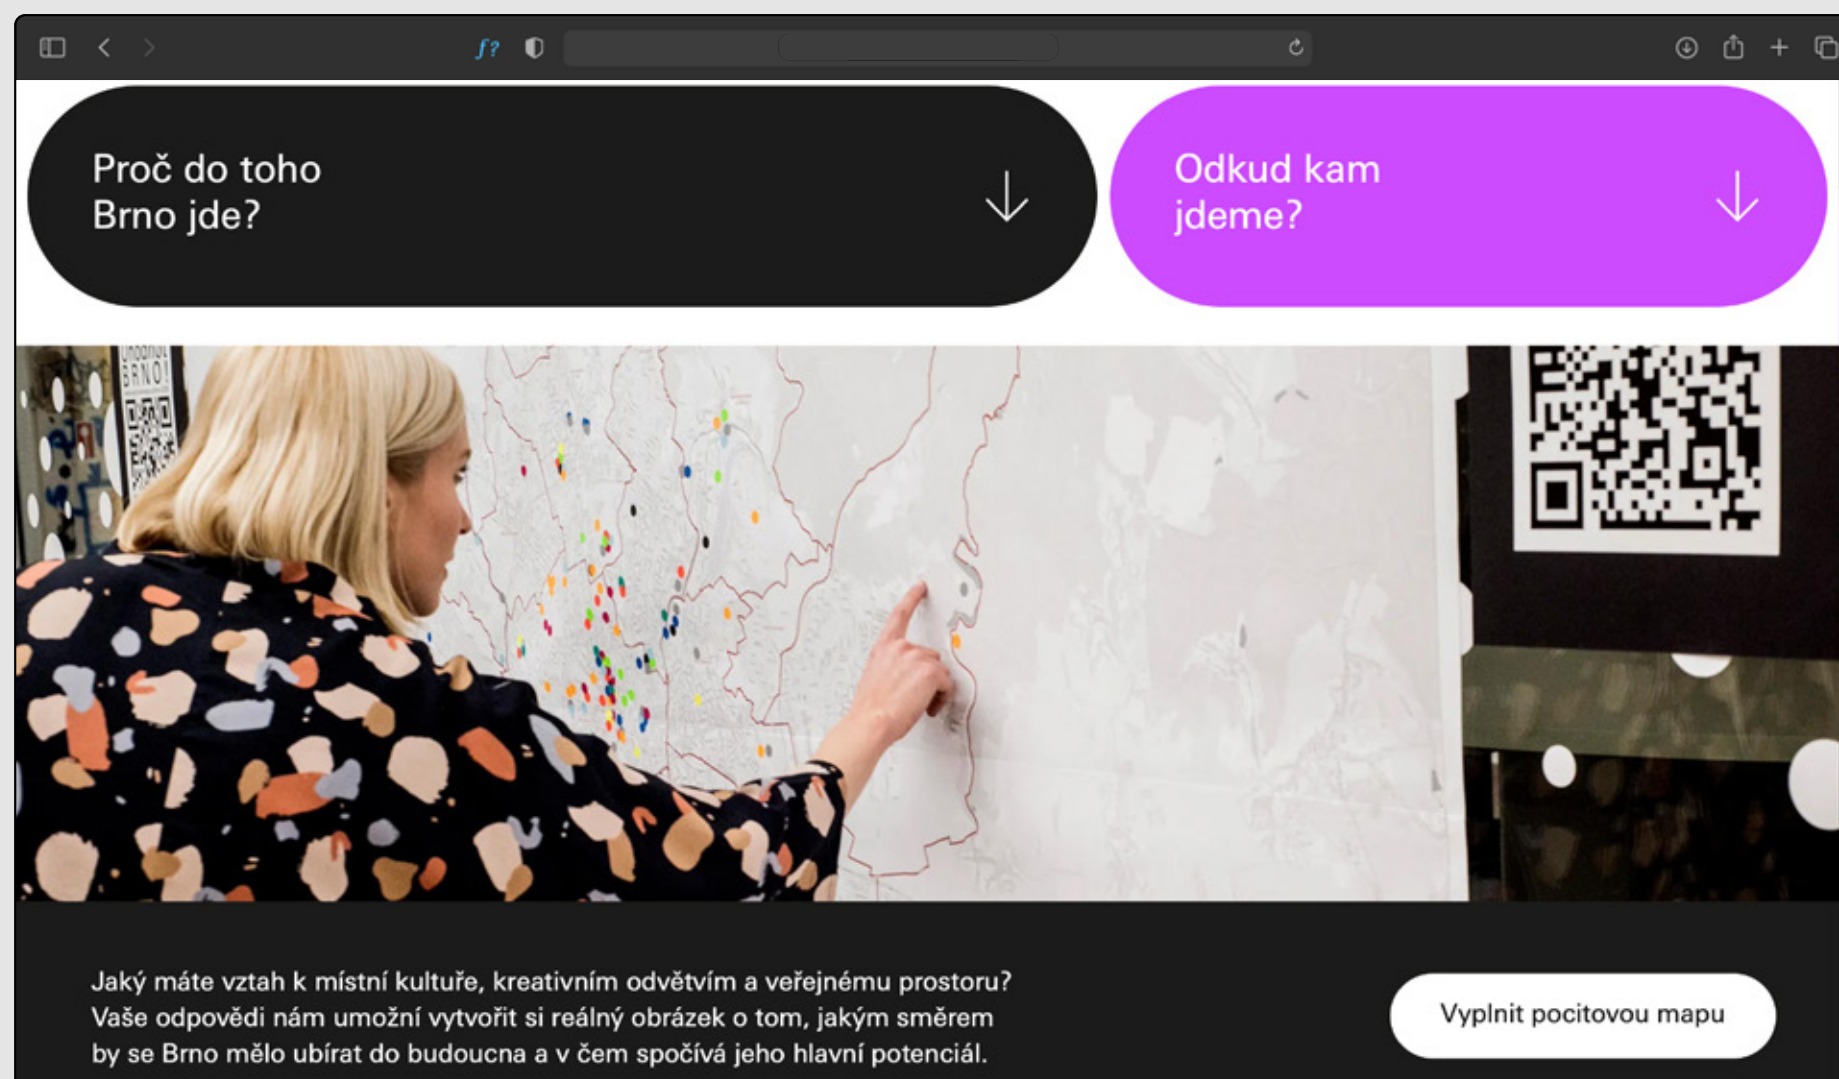 Proč do toho
Brno jde?
Odkud kam
jdeme?
BRNO!
Jaký máte vztah k místní kultuře, kreativním odvětvím a veřejnému prostoru?
Vaše odpovědi nám umožní vytvořit si reálný obrázek o tom, jakým směrem
by se Brno mělo ubírat do budoucna a v čem spočívá jeho hlavní potenciál.
Vyplnit pocitovou mapu